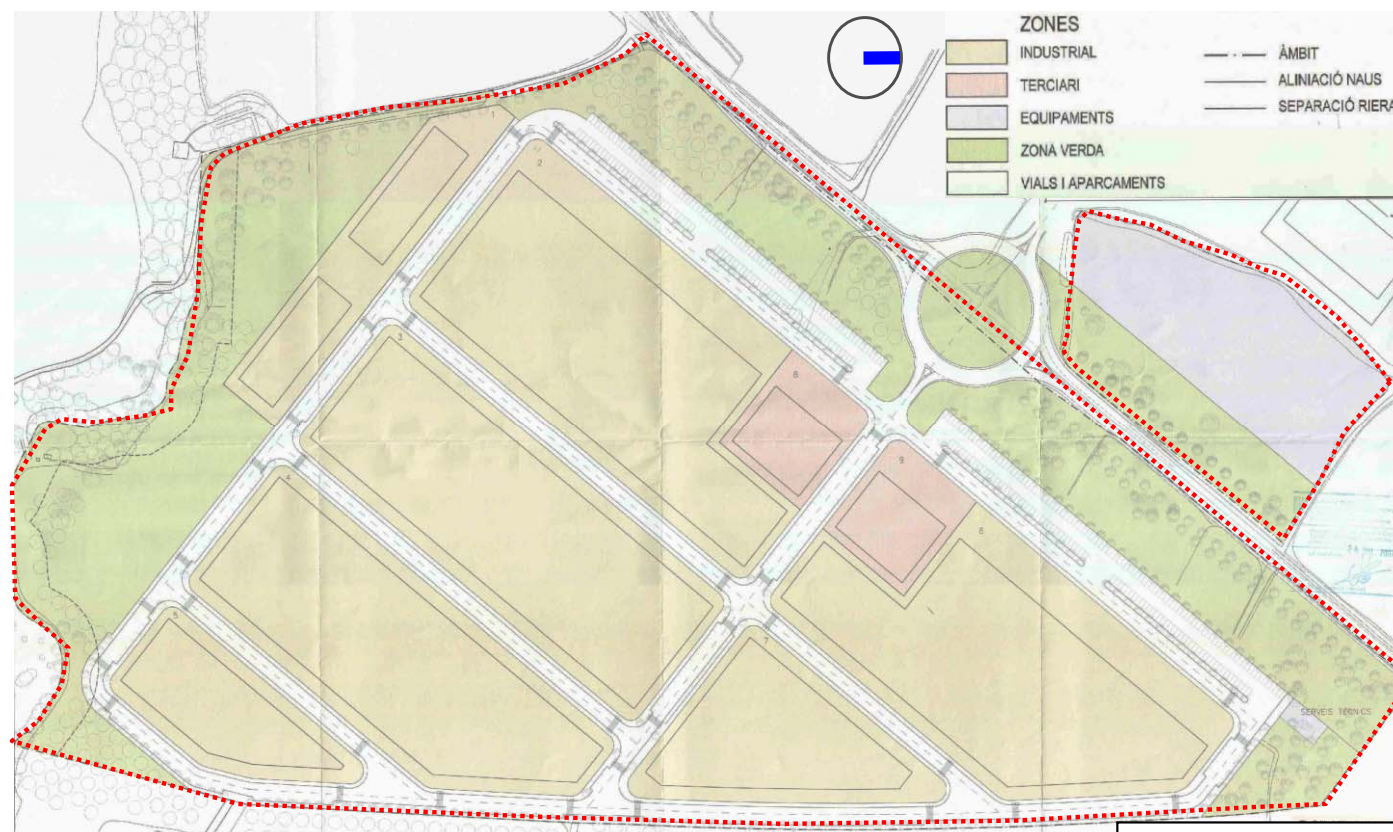 ZONES
INDUSTRIAL
TERCIARI
EQUIPAMENTS
ZONA VERDA
VIALS I APARCAMENTS
ÀMBIT
ALINIACIÓ NAUS
SEPARACIÓ RIERA
1
2
3
8
4
9
8
5
7
SERVEIS TÈCNICS